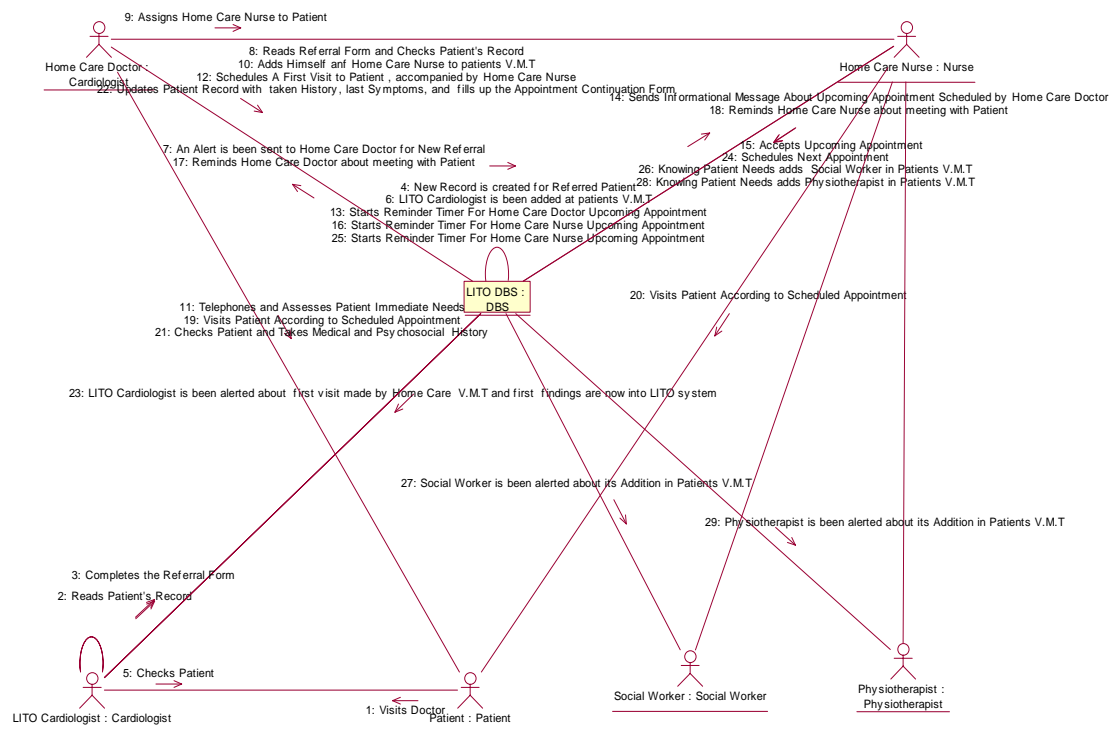 9: Assigns Home Care Nurse to Patient
Home Care Doctor :
Cardiologist
Home Care Nurse : Nurse
8: Reads Referral Form and Checks Patient's Record
10: Adds Himself anf Home Care Nurse to patients V.M.T
12: Schedules A First Visit to Patient , accompanied by Home Care Nurse
22: Updates Patient Record with taken History, last Symptoms, and fills up the Appointment Continuation Form
14: Sends Informational Message About Upcoming Appointment Scheduled by Home Care Doctor
18: Reminds Home Care Nurse about meeting with Patient
7: An Alert is been sent to Home Care Doctor for New Referral
17: Reminds Home Care Doctor about meeting with Patient
15: Accepts Upcoming Appointment
24: Schedules Next Appointment
26: Knowing Patient Needs adds Social Worker in Patients V.M.T
28: Knowing Patient Needs adds Physiotherapist in Patients V.M.T
4: New Record is created for Referred Patient
6: LITO Cardiologist is been added at patients V.M.T
13: Starts Reminder Timer For Home Care Doctor Upcoming Appointment
16: Starts Reminder Timer For Home Care Nurse Upcoming Appointment
25: Starts Reminder Timer For Home Care Nurse Upcoming Appointment
LITO DBS :
DBS
20: Visits Patient According to Scheduled Appointment
11: Telephones and Assesses Patient Immediate Needs
19: Visits Patient According to Scheduled Appointment
21: Checks Patient and Takes Medical and Psychosocial History
23: LITO Cardiologist is been alerted about first visit made by Home Care V.M.T and first findings are now into LITO system
27: Social Worker is been alerted about its Addition in Patients V.M.T
29: Physiotherapist is been alerted about its Addition in Patients V.M.T
3: Completes the Referral Form
2: Reads Patient's Record
5: Checks Patient
1: Visits Doctor
LITO Cardiologist : Cardiologist
Patient : Patient
Social Worker : Social Worker
Physiotherapist :
Physiotherapist